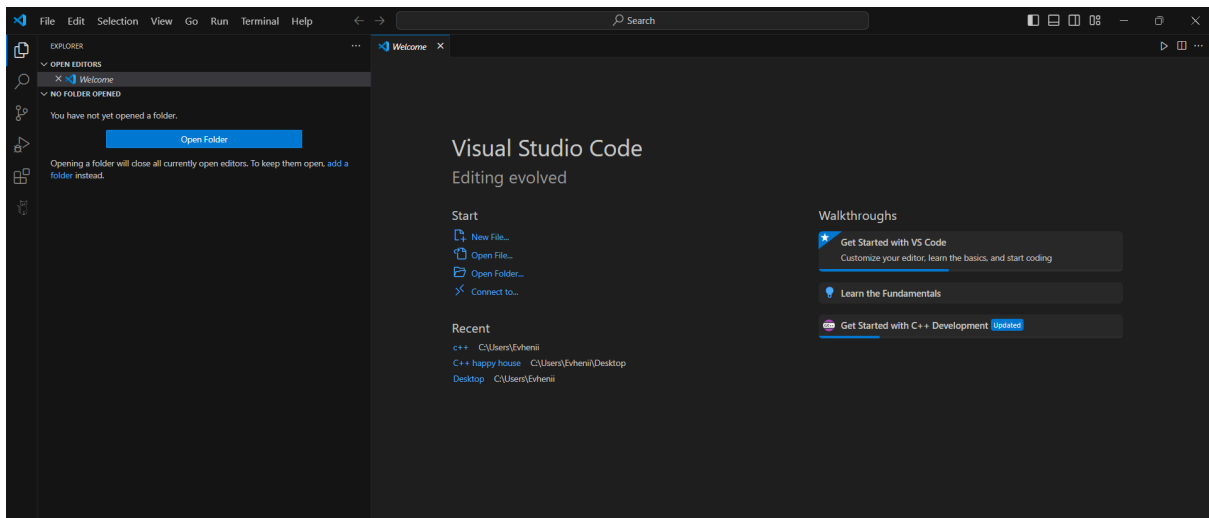 File Edit Selection View Go Run Terminal Help
Search
EXPLORER
OPEN EDITORS
Welcome
NO FOLDER OPENED
You have not yet opened a folder.
Open Folder
Opening a folder will close all currently open editors. To keep them open, add a
folder instead.
Welcome
Visual Studio Code
Editing evolved
Start
New File...
Open File...
Open Folder...
Connect to...
Recent
c++ C:\Users\Evhenii
C++ happy house C:\Users\Evhenii\Desktop
Desktop C:\Users\Evhenii
Walkthroughs
Get Started with VS Code
Customize your editor, learn the basics, and start coding
Learn the Fundamentals
Get Started with C++ Development Updated